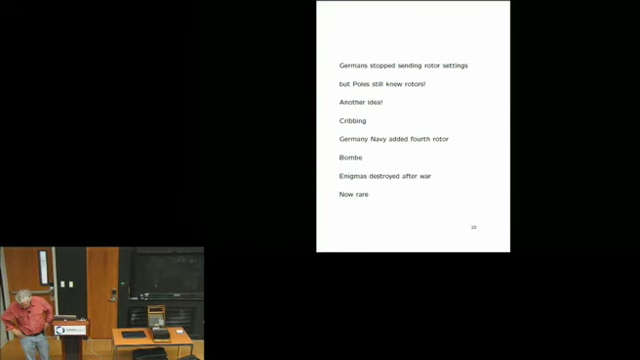 Germans stopped sending rotor settings
but Poles still knew rotors!
Another idea!
Cribbing
Germany Navy added fourth rotor
Bombe
Enigmas destroyed after war
Now rare
10